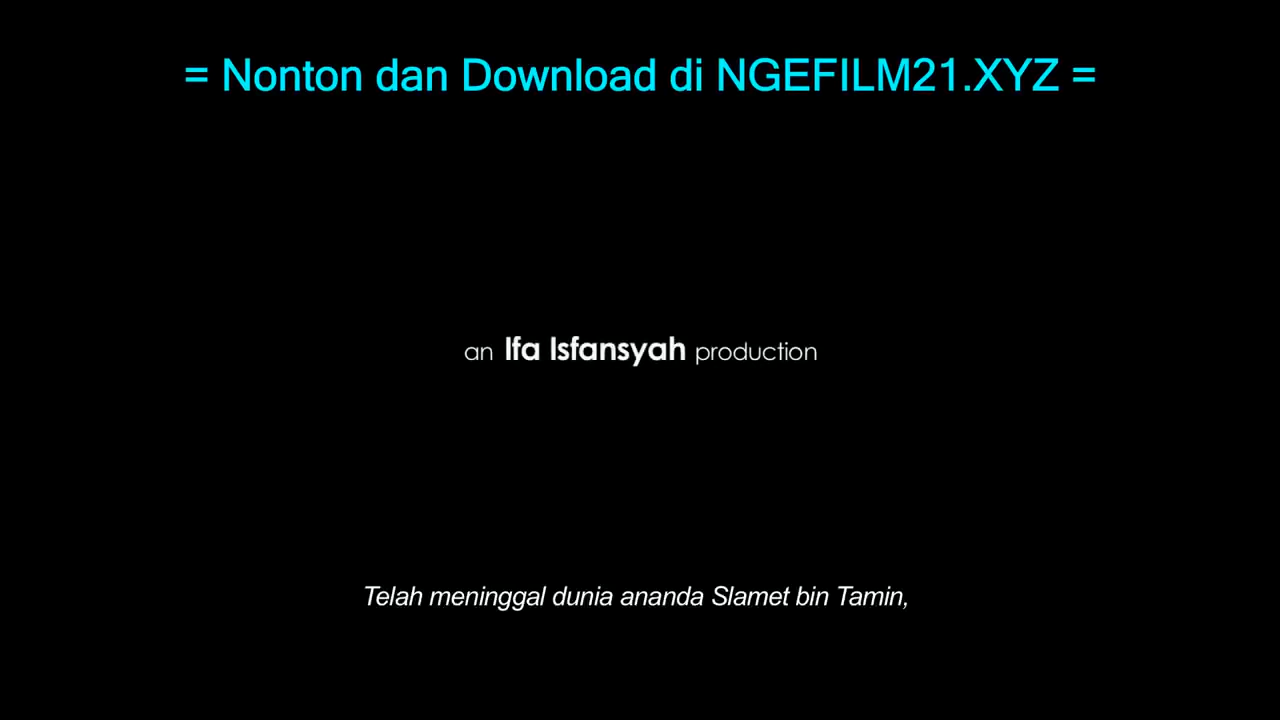 = Nonton dan Download di NGEFILM21.XYZ =
an Ifa Isfansyah production
Telah meninggal dunia ananda Slamet bin Tamin,